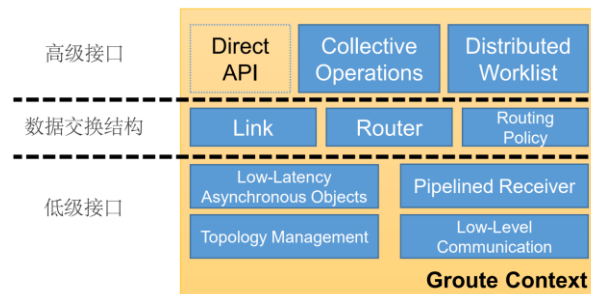 高级接口
Direct
API
Collective
Operations
Distributed
Worklist
数据交换结构
Link
Router
Routing
Policy
低级接口
Low-Latency
Asynchronous Objects
Pipelined Receiver
Topology Management
Low-Level
Communication
Groute Context